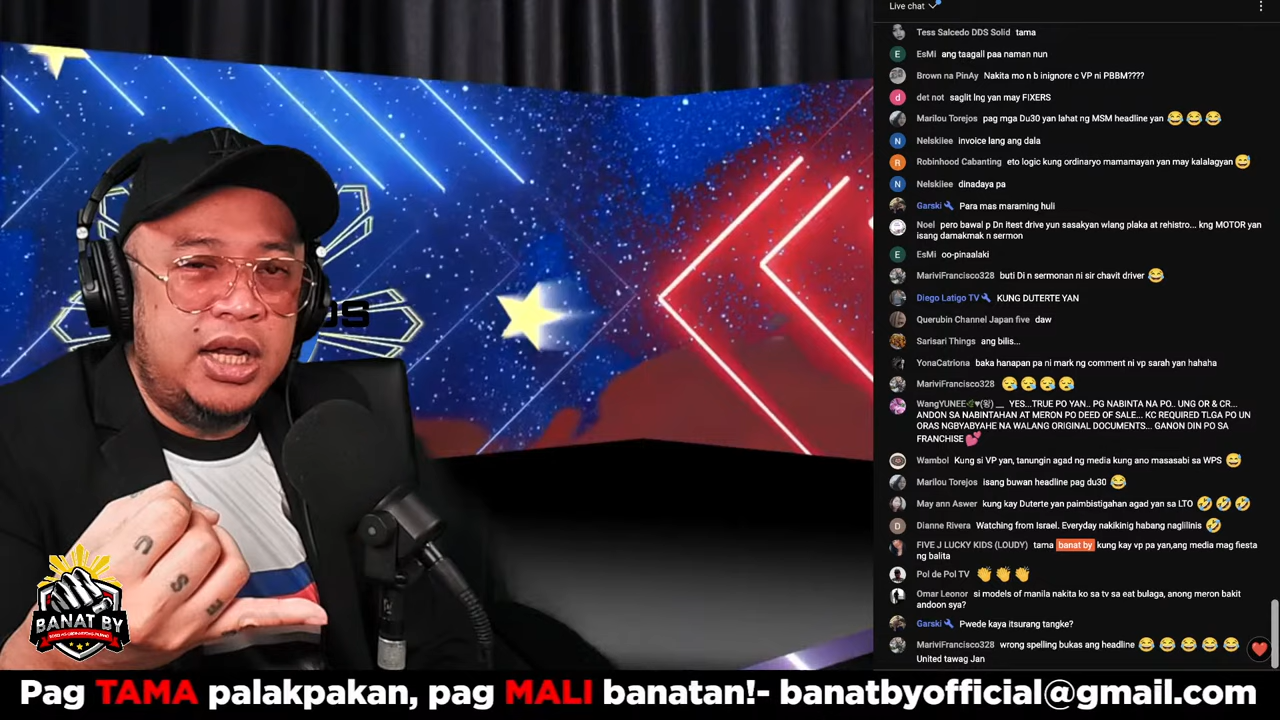 Live chat
Tess Salcedo DDS Solid tama
E EsMi ang taagall paa naman nun
Brown na PinAy Nakita mo n b inignore c VP ni PBBM????
d det not saglit lng yan may FIXERS
Marilou Torejos pag mga Du30 yan lahat ng MSM headline yan 😂 😂 😂
N Nelskiiee invoice lang ang dala
R Robinhood Cabanting eto logic kung ordinaryo mamamayan yan may kalalagyan 😅
N Nelskiiee dinadaya pa
Garski Para mas maraming huli
Noel pero bawal p Dn itest drive yun sasakyan wlang plaka at rehistro... kng MOTOR yan
isang damakmak n sermon
E EsMi oo-pinaalaki
MariviFrancisco328 buti Di n sermonan ni sir chavit driver 😂
Diego Latigo TV KUNG DUTERTE YAN
Querubin Channel Japan five daw
Sarisari Things ang bilis...
YonaCatriona baka hanapan pa ni mark ng comment ni vp sarah yan hahaha
MariviFrancisco328 😪 😪 😪 😪
WangYUNEE🌿♥(왕) __ YES...TRUE PO YAN.. PG NABINTA NA PO.. UNG OR & CR...
ANDON SA NABINTAHAN AT MERON PO DEED OF SALE... KC REQUIRED TLGA PO UN
ORAS NGBYABYAHE NA WALANG ORIGINAL DOCUMENTS... GANON DIN PO SA
FRANCHISE 💕
Wambol Kung si VP yan, tanungin agad ng media kung ano masasabi sa WPS 😅
Marilou Torejos isang buwan headline pag du30 😂
May ann Aswer kung kay Duterte yan paimbistigahan agad yan sa LTO 🤣 🤣 🤣
D Dianne Rivera Watching from Israel. Everyday nakikinig habang naglilinis 🤣
FIVE J LUCKY KIDS (LOUDY) tama banat by kung kay vp pa yan,ang media mag fiesta
ng balita
Pol de Pol TV 👏 👏 👏
Omar Leonor si models of manila nakita ko sa tv sa eat bulaga, anong meron bakit
andoon sya?
Garski Pwede kaya itsurang tangke?
MariviFrancisco328 wrong spelling bukas ang headline 😂 😂 😂 😂 😂
United tawag Jan
BANAT BY
Pag TAMA palakpakan, pag MALI banatan!- banatbyofficial@gmail.com